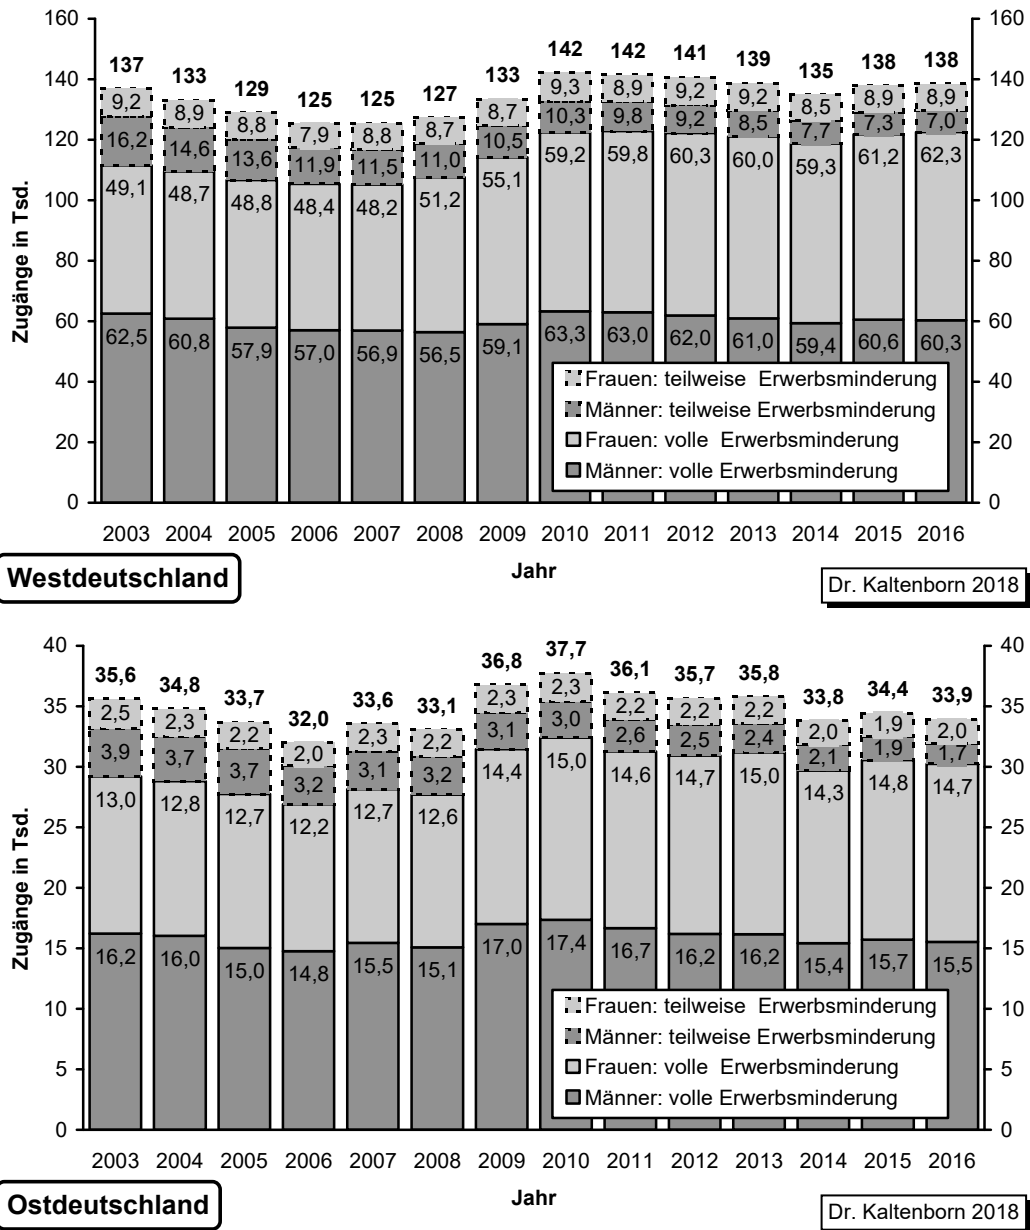 160 160
137 133 129 125 125 127 133 142 142 141 139 135 138 138
140 140
9,2 8,9 8,8 7,9 8,8 8,7 8,7 9,3 8,9 9,2 9,2 8,5 8,9 8,9
16,2 14,6 13,6 11,9 11,5 11,0 10,5 10,3 9,8 9,2 8,5 7,7 7,3 7,0
120 120
49,1 48,7 48,8 48,4 48,2 51,2 55,1 59,2 59,8 60,3 60,0 59,3 61,2 62,3
100 100
80 80
60 60
62,5 60,8 57,9 57,0 56,9 56,5 59,1 63,3 63,0 62,0 61,0 59,4 60,6 60,3
40 40
20 20
0 0
Zugänge in Tsd.
Frauen: teilweise Erwerbsminderung
Männer: teilweise Erwerbsminderung
Frauen: volle Erwerbsminderung
Männer: volle Erwerbsminderung
2003 2004 2005 2006 2007 2008 2009 2010 2011 2012 2013 2014 2015 2016
Jahr
Westdeutschland
Dr. Kaltenborn 2018
40 40
35,6 34,8 33,7 32,0 33,6 33,1 36,8 37,7 36,1 35,7 35,8 33,8 34,4 33,9
35 35
2,5 2,3 2,2 2,0 2,3 2,2 2,3 2,3 2,2 2,2 2,2 2,0 1,9 2,0
3,9 3,7 3,7 3,2 3,1 3,2 3,1 3,0 2,6 2,5 2,4 2,1 1,9 1,7
30 30
13,0 12,8 12,7 12,2 12,7 12,6 14,4 15,0 14,6 14,7 15,0 14,3 14,8 14,7
25 25
20 20
15 15
16,2 16,0 15,0 14,8 15,5 15,1 17,0 17,4 16,7 16,2 16,2 15,4 15,7 15,5
10 10
5 5
0 0
Zugänge in Tsd.
Frauen: teilweise Erwerbsminderung
Männer: teilweise Erwerbsminderung
Frauen: volle Erwerbsminderung
Männer: volle Erwerbsminderung
2003 2004 2005 2006 2007 2008 2009 2010 2011 2012 2013 2014 2015 2016
Jahr
Ostdeutschland
Dr. Kaltenborn 2018